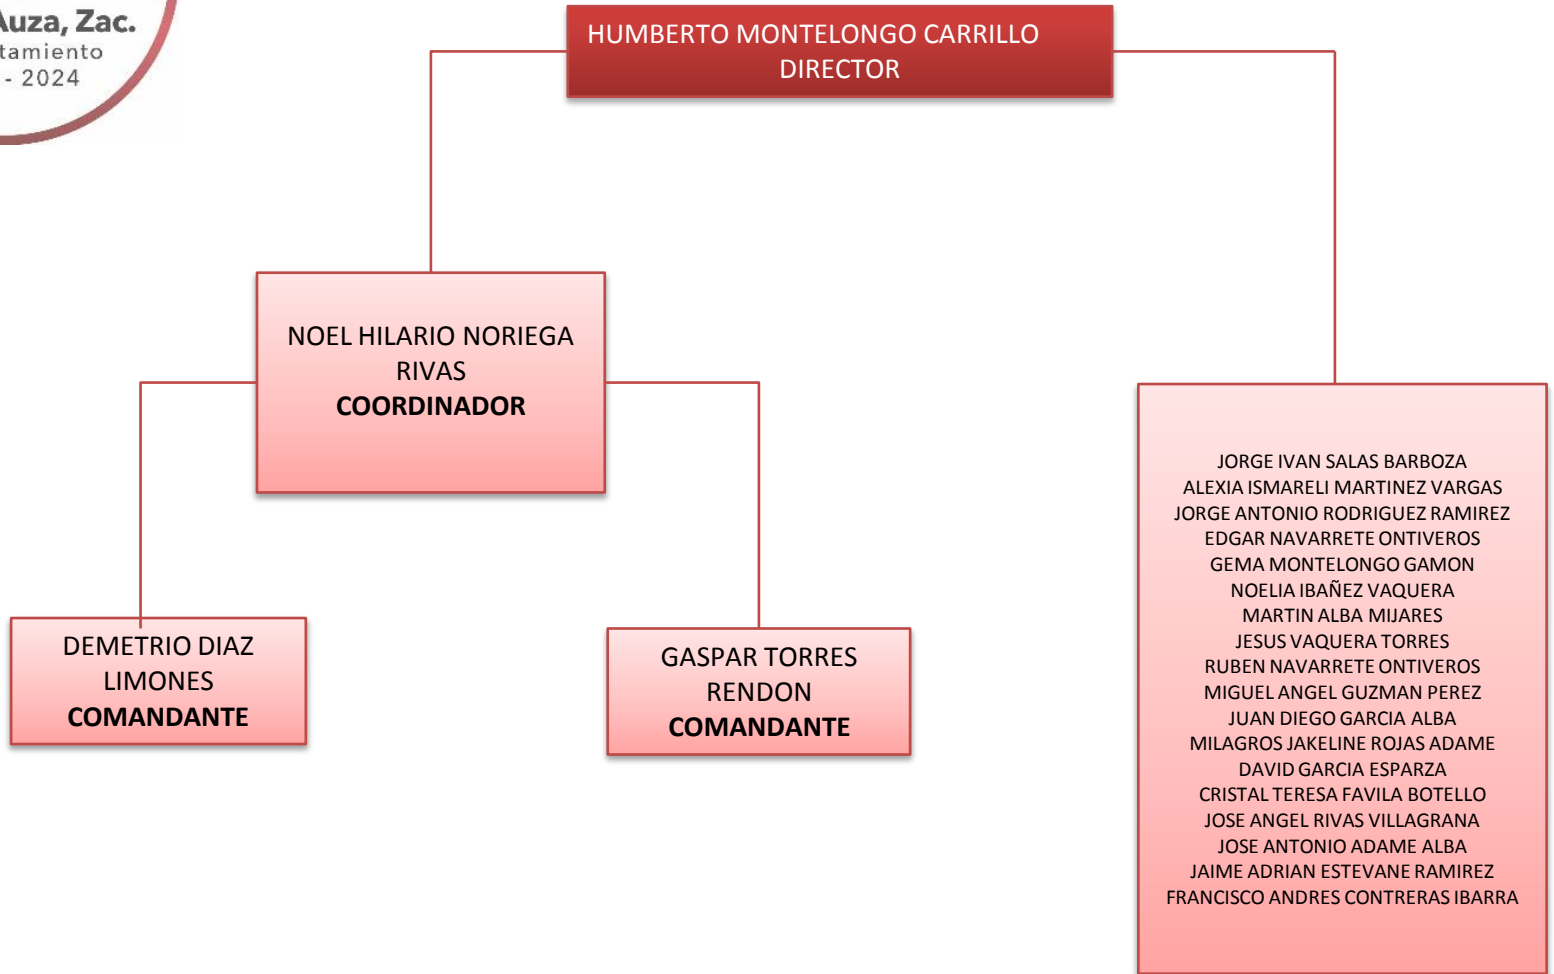 Auza, Zac.
tamiento
- 2024
HUMBERTO MONTELONGO CARRILLO
DIRECTOR
NOEL HILARIO NORIEGA
RIVAS
COORDINADOR
DEMETRIO DIAZ
LIMONES
COMANDANTE
GASPAR TORRES
RENDON
COMANDANTE
JORGE IVAN SALAS BARBOZA
ALEXIA ISMARELI MARTINEZ VARGAS
JORGE ANTONIO RODRIGUEZ RAMIREZ
EDGAR NAVARRETE ONTIVEROS
GEMA MONTELONGO GAMON
NOELIA IBAÑEZ VAQUERA
MARTIN ALBA MIJARES
JESUS VAQUERA TORRES
RUBEN NAVARRETE ONTIVEROS
MIGUEL ANGEL GUZMAN PEREZ
JUAN DIEGO GARCIA ALBA
MILAGROS JAKELINE ROJAS ADAME
DAVID GARCIA ESPARZA
CRISTAL TERESA FAVILA BOTELLO
JOSE ANGEL RIVAS VILLAGRANA
JOSE ANTONIO ADAME ALBA
JAIME ADRIAN ESTEVANE RAMIREZ
FRANCISCO ANDRES CONTRERAS IBARRA